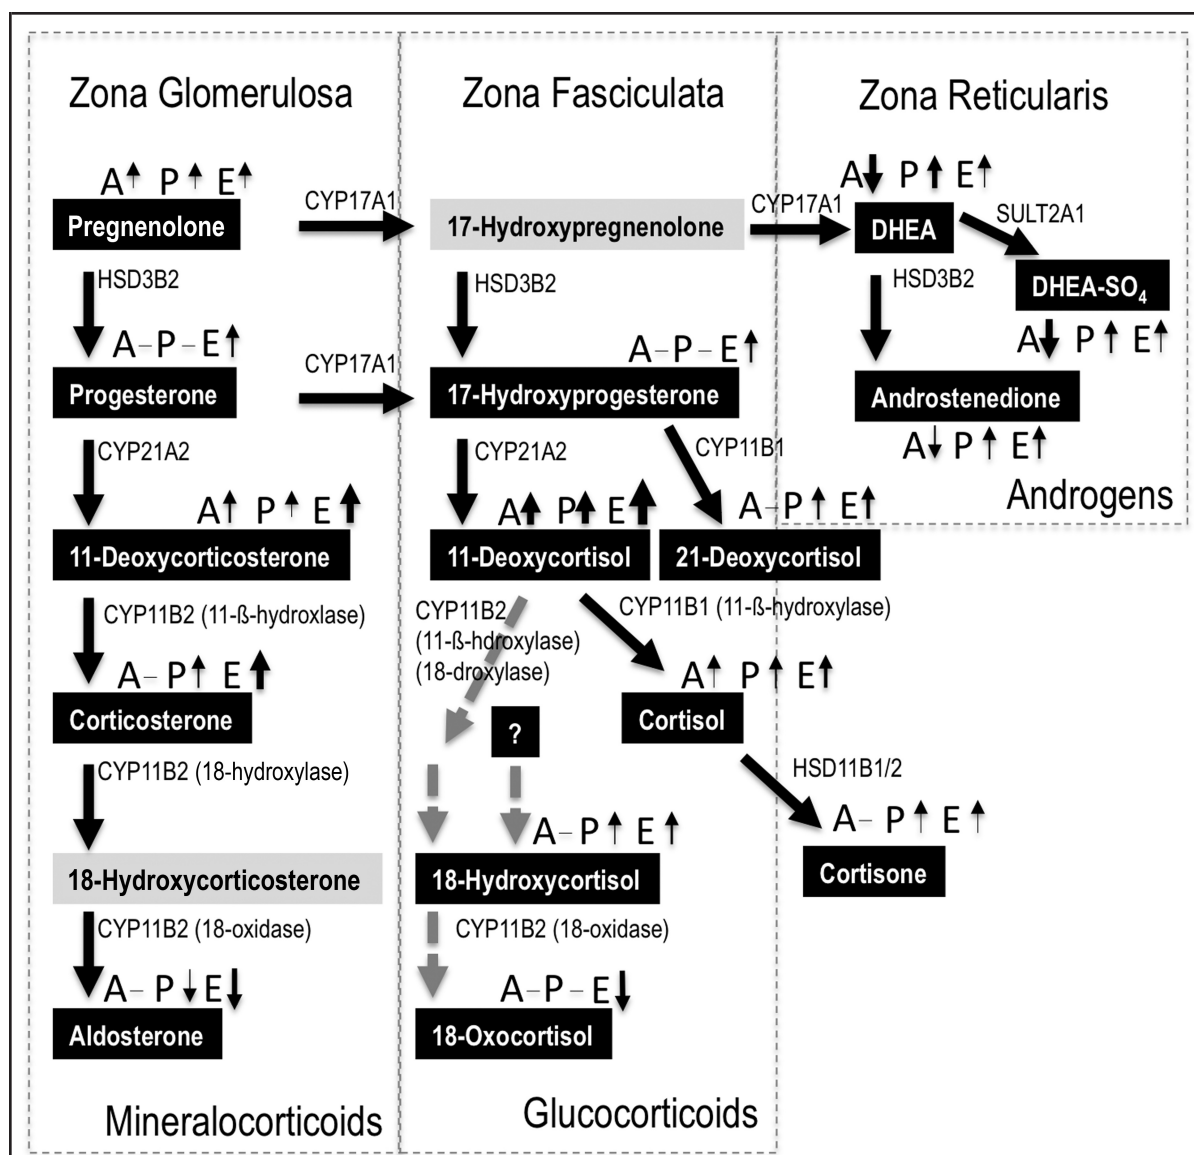 Zona Glomerulosa
A P E
Pregnenolone
CYP17A1
HSD3B2
A – P – E
Progesterone
CYP17A1
CYP21A2
A P E
11-Deoxycorticosterone
CYP11B2 (11-ß-hydroxlase)
A – P E
Corticosterone
CYP11B2 (18-hydroxylase)
18-Hydroxycorticosterone
CYP11B2 (18-oxidase)
A – P E
Aldosterone
Mineralocorticoids
Zona Fasciculata
17-Hydroxypregnenolone
CYP17A1
HSD3B2
A – P – E
17-Hydroxyprogesterone
CYP21A2
CYP11B1
A P E
11-Deoxycortisol
A – P E
21-Deoxycortisol
CYP11B2
(11-ß-hdroxylase)
(18-droxylase)
CYP11B1 (11-ß-hydroxylase)
A P E
Cortisol
?
HSD11B1/2
A – P E
Cortisone
A – P E
18-Hydroxycortisol
CYP11B2 (18-oxidase)
A – P – E
18-Oxocortisol
Glucocorticoids
Zona Reticularis
A P E
DHEA
SULT2A1
HSD3B2
DHEA-SO₄
A P E
Androstenedione
A P E
Androgens